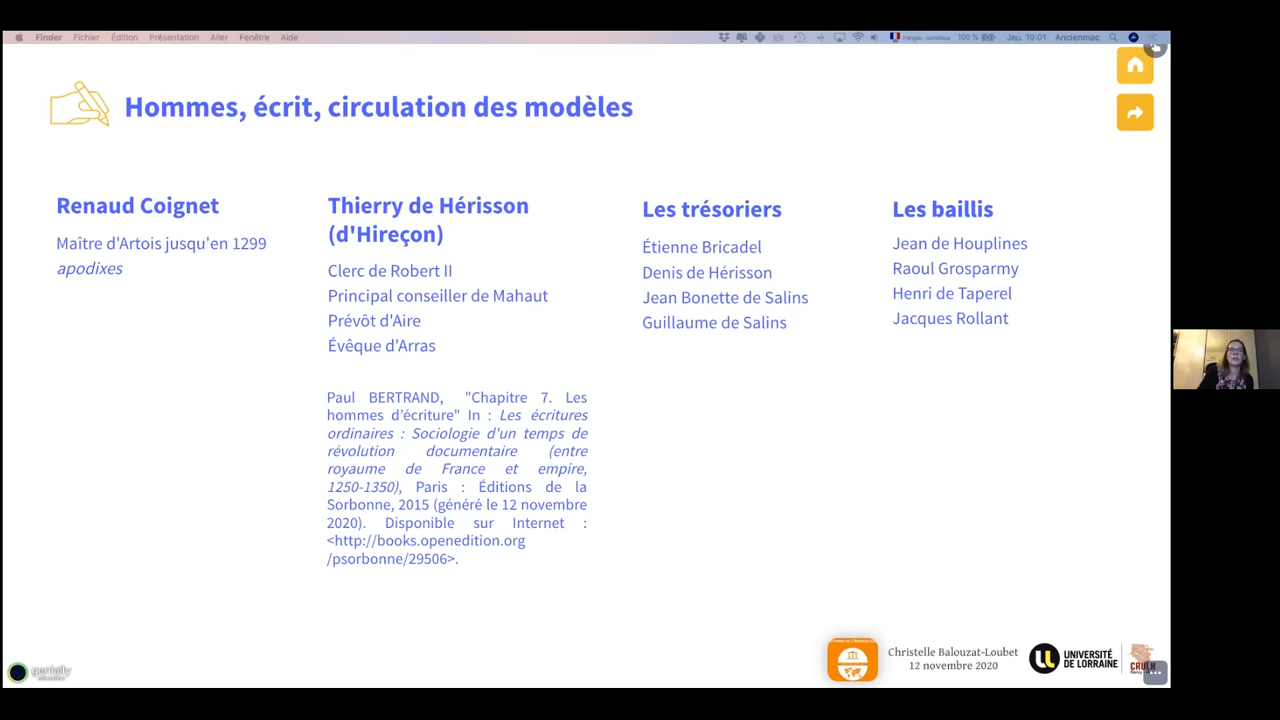 Finder Fichier Édition Présentation Aller Fenêtre Aide
Français - numérique 100 % Jeu. 19:01 Ancienmac
Hommes, écrit, circulation des modèles
Renaud Coignet
Maître d'Artois jusqu'en 1299
apodixes
Thierry de Hérisson
(d'Hireçon)
Clerc de Robert II
Principal conseiller de Mahaut
Prévôt d'Aire
Évêque d'Arras
Paul BERTRAND, "Chapitre 7. Les
hommes d'écriture" In : Les écritures
ordinaires : Sociologie d'un temps de
révolution documentaire (entre
royaume de France et empire,
1250-1350), Paris : Éditions de la
Sorbonne, 2015 (généré le 12 novembre
2020). Disponible sur Internet :
<http://books.openedition.org
/psorbonne/29506>.
Les trésoriers
Étienne Bricadel
Denis de Hérisson
Jean Bonette de Salins
Guillaume de Salins
Les baillis
Jean de Houplines
Raoul Grosparmy
Henri de Taperel
Jacques Rollant
genially
Christelle Balouzat-Loubet
12 novembre 2020
UNIVERSITÉ
DE LORRAINE
CRULH